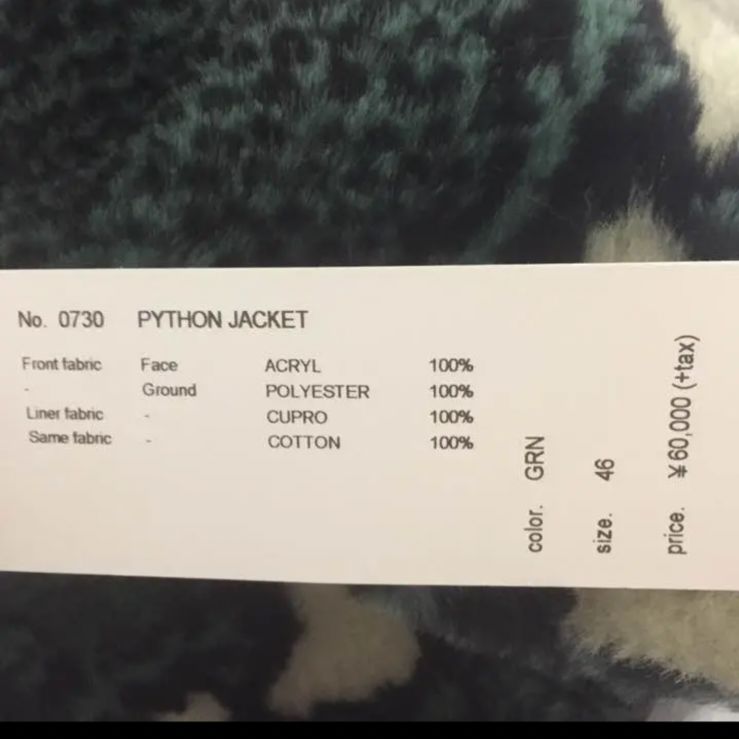 No. 0730 PYTHON JACKET
Front fabric Face ACRYL 100%
- Ground POLYESTER 100%
Liner fabric - CUPRO 100%
Same fabric - COTTON 100%
color. GRN
size. 46
price. ¥60,000 (+tax)